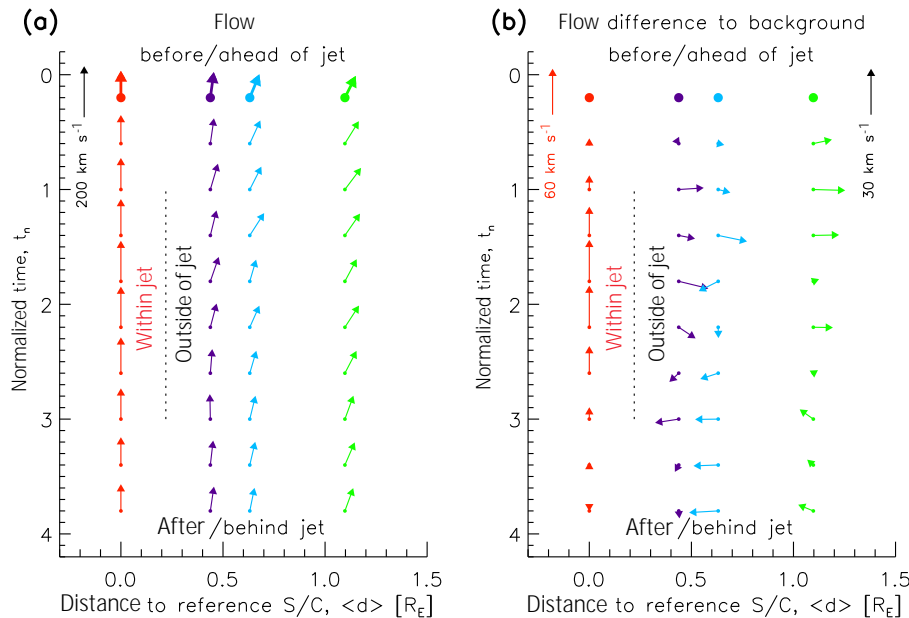 (a)
Flow
before/ahead of jet
0
1
2
3
4
Normalized time, tn
200 km s-1
Within jet
Outside of jet
After/behind jet
0.0
0.5
1.0
1.5
Distance to reference S/C, <d> [RE]
(b)
Flow difference to background
before/ahead of jet
0
1
2
3
4
Normalized time, tn
60 km s-1
30 km s-1
Within jet
Outside of jet
After/behind jet
0.0
0.5
1.0
1.5
Distance to reference S/C, <d> [RE]